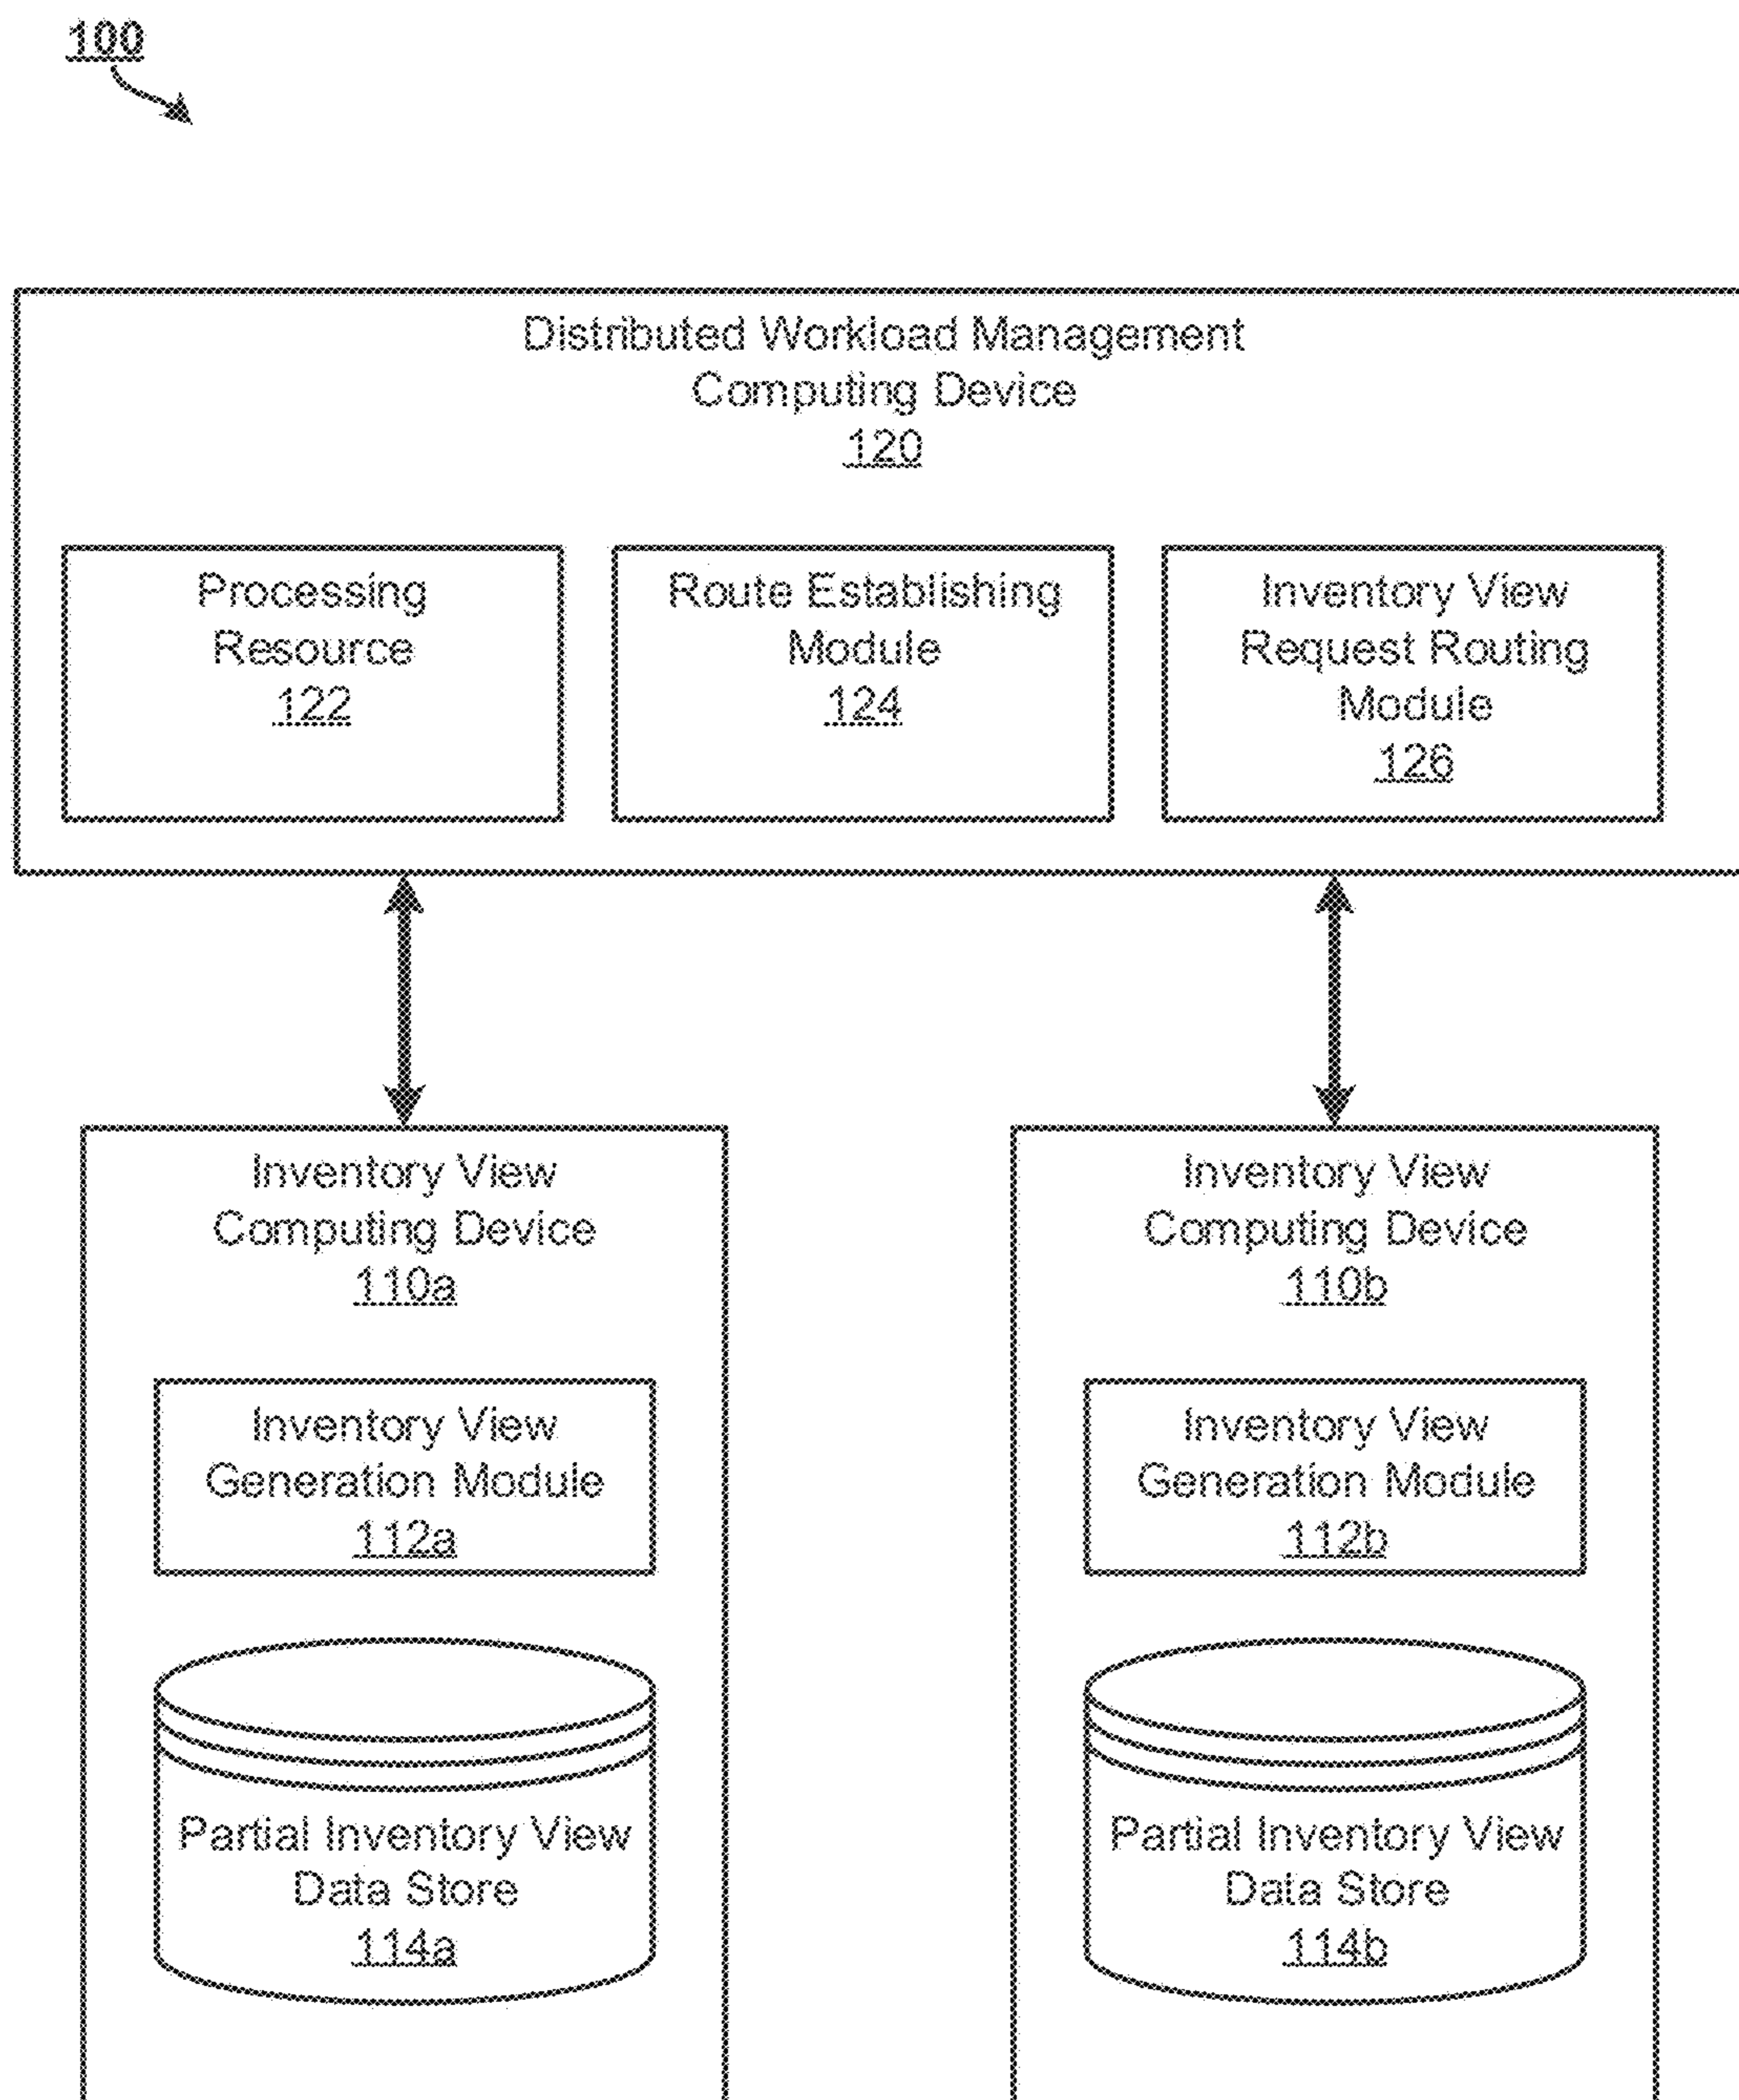 100
Distributed Workload Management
Computing Device
120
Processing
Resource
122
Route Establishing
Module
124
Inventory View
Request Routing
Module
126
Inventory View
Computing Device
110a
Inventory View
Generation Module
112a
Partial Inventory View
Data Store
114a
Inventory View
Computing Device
110b
Inventory View
Generation Module
112b
Partial Inventory View
Data Store
114b